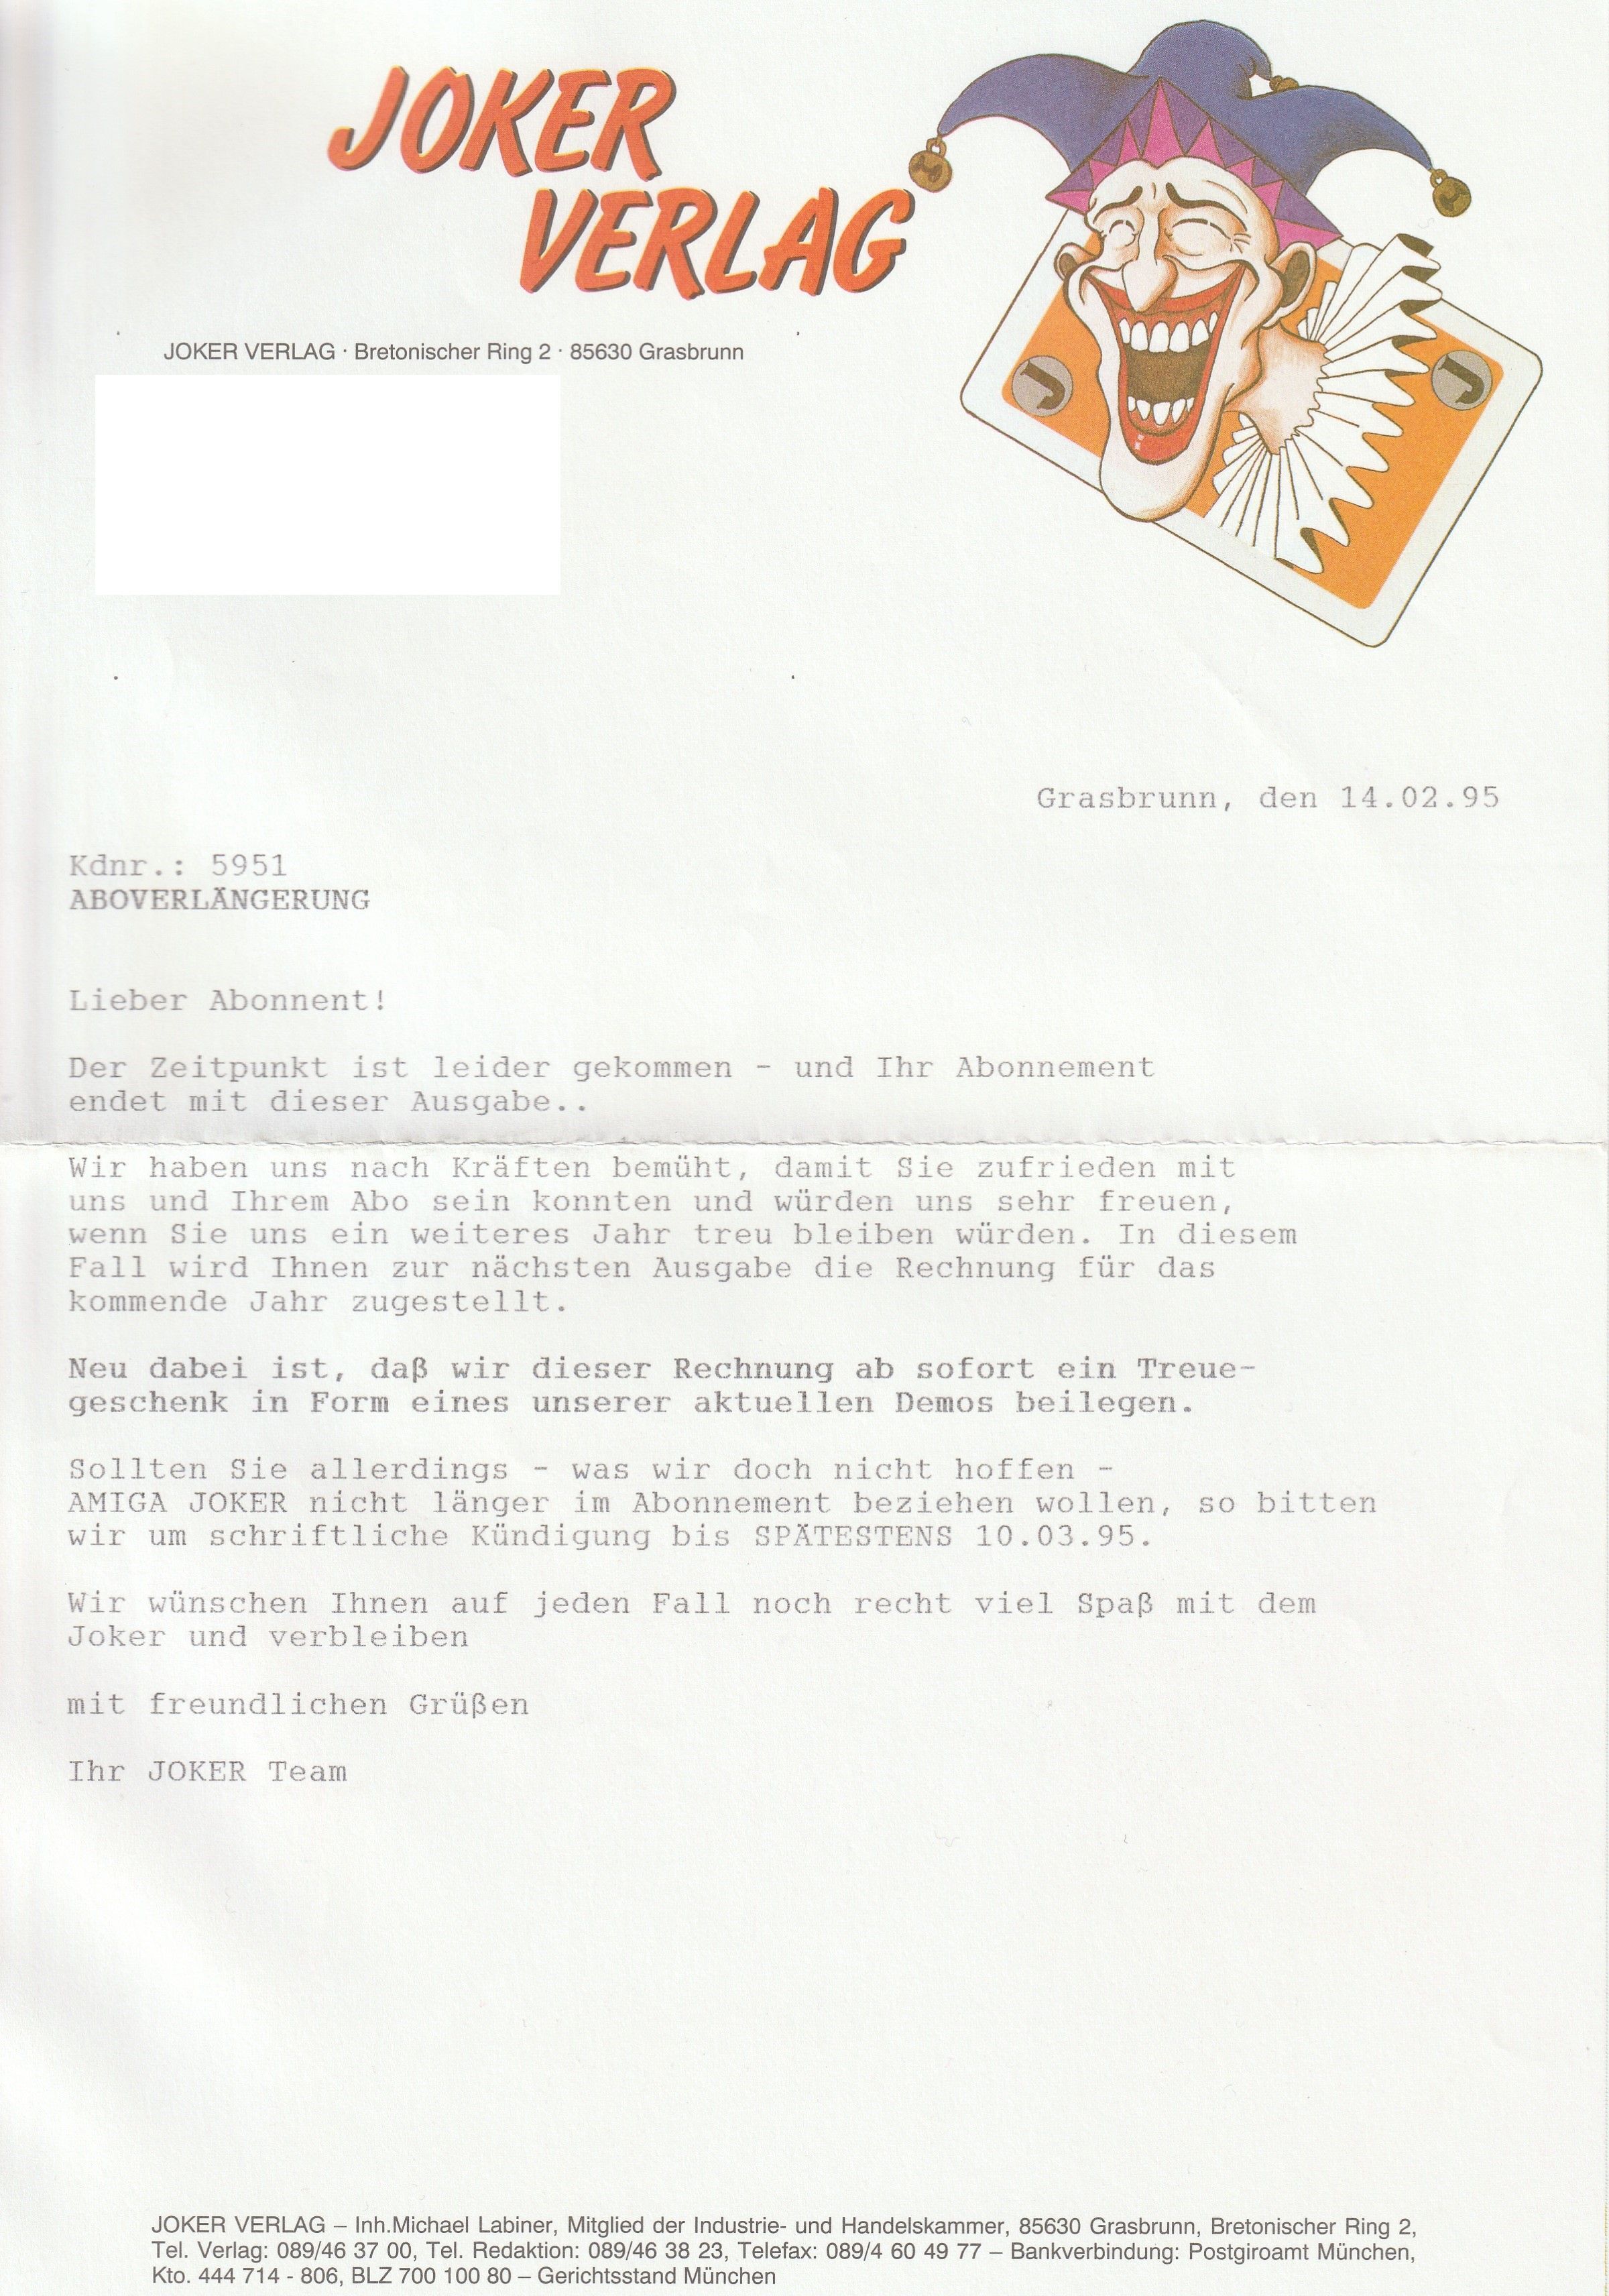 JOKER
VERLAG
JOKER VERLAG · Bretonischer Ring 2 · 85630 Grasbrunn
J
J
Grasbrunn, den 14.02.95
Kdnr.: 5951
ABOVERLÄNGERUNG
Lieber Abonnent!
Der Zeitpunkt ist leider gekommen - und Ihr Abonnement
endet mit dieser Ausgabe..
Wir haben uns nach Kräften bemüht, damit Sie zufrieden mit
uns und Ihrem Abo sein konnten und würden uns sehr freuen,
wenn Sie uns ein weiteres Jahr treu bleiben würden. In diesem
Fall wird Ihnen zur nächsten Ausgabe die Rechnung für das
kommende Jahr zugestellt.
Neu dabei ist, daß wir dieser Rechnung ab sofort ein Treue-
geschenk in Form eines unserer aktuellen Demos beilegen.
Sollten Sie allerdings - was wir doch nicht hoffen -
AMIGA JOKER nicht länger im Abonnement beziehen wollen, so bitten
wir um schriftliche Kündigung bis SPÄTESTENS 10.03.95.
Wir wünschen Ihnen auf jeden Fall noch recht viel Spaß mit dem
Joker und verbleiben
mit freundlichen Grüßen
Ihr JOKER Team
JOKER VERLAG – Inh.Michael Labiner, Mitglied der Industrie- und Handelskammer, 85630 Grasbrunn, Bretonischer Ring 2,
Tel. Verlag: 089/46 37 00, Tel. Redaktion: 089/46 38 23, Telefax: 089/4 60 49 77 – Bankverbindung: Postgiroamt München,
Kto. 444 714 - 806, BLZ 700 100 80 – Gerichtsstand München